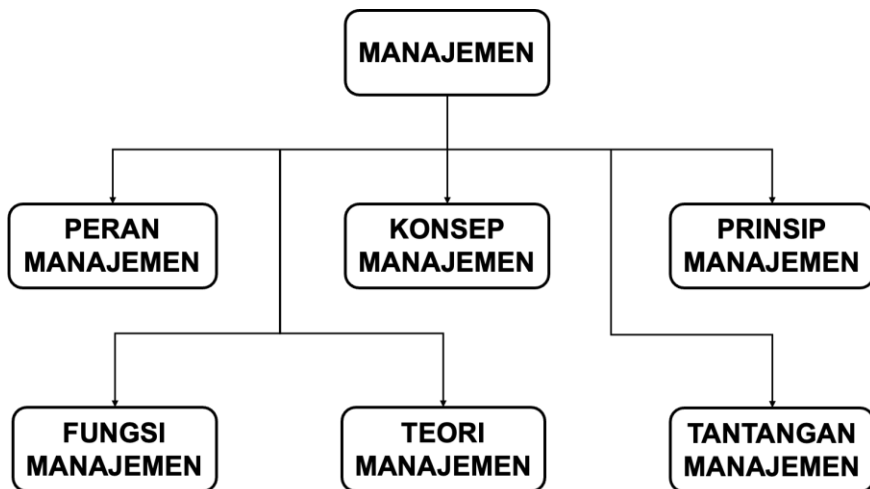 MANAJEMEN
PERAN
MANAJEMEN
KONSEP
MANAJEMEN
PRINSIP
MANAJEMEN
FUNGSI
MANAJEMEN
TEORI
MANAJEMEN
TANTANGAN
MANAJEMEN